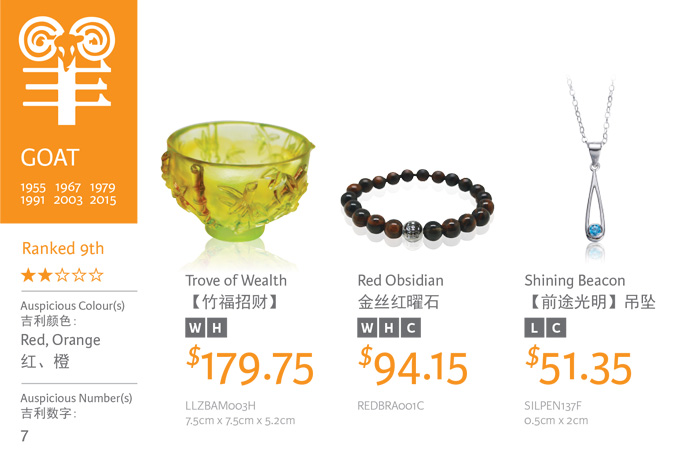 羊
GOAT
1955 1967 1979
1991 2003 2015
Ranked 9th
Auspicious Colour(s)
吉利颜色：
Red, Orange
红、橙
Auspicious Number(s)
吉利数字：
7
Trove of Wealth
【竹福招财】
W H
$179.75
LLZBAM003H
7.5cm x 7.5cm x 5.2cm
Red Obsidian
金丝红曜石
W H C
$94.15
REDBRA001C
Shining Beacon
【前途光明】吊坠
L C
$51.35
SILPEN137F
0.5cm x 2cm